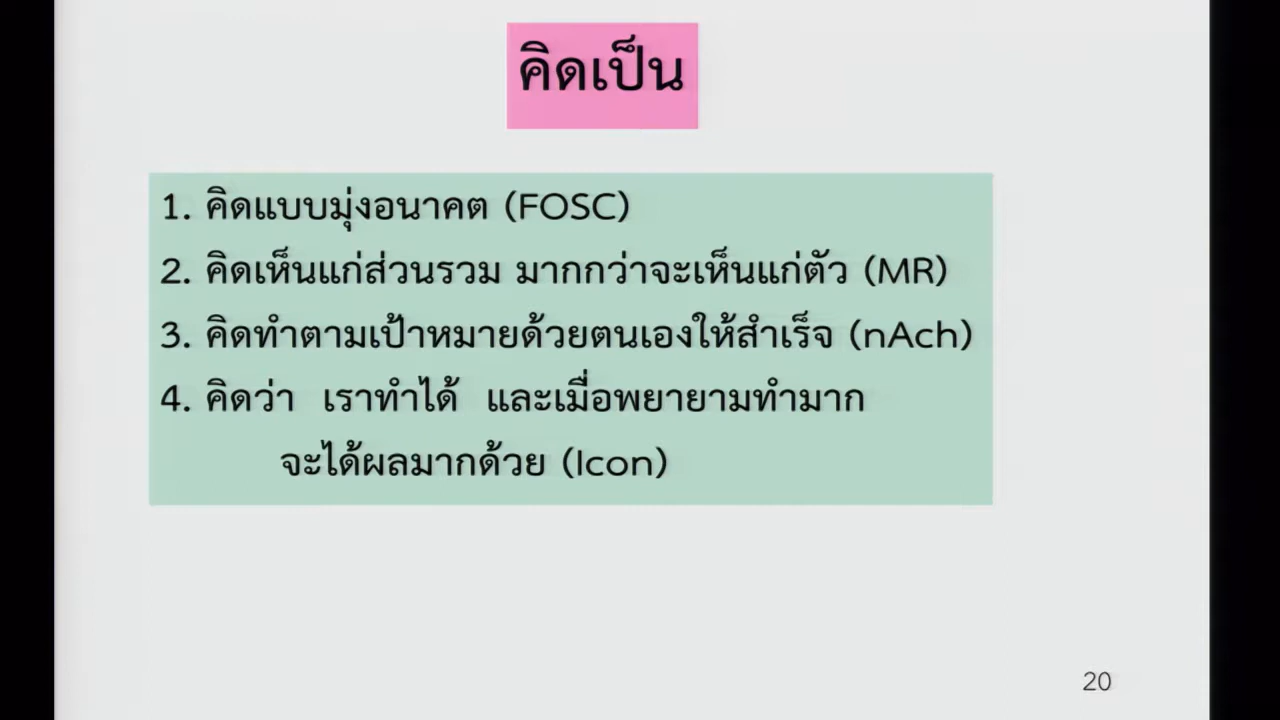 คิดเป็น
1. คิดแบบมุ่งอนาคต (FOSC)
2. คิดเห็นแก่ส่วนรวม มากกว่าจะเห็นแก่ตัว (MR)
3. คิดทำตามเป้าหมายด้วยตนเองให้สำเร็จ (nAch)
4. คิดว่า เราทำได้ และเมื่อพยายามทำมาก
จะได้ผลมากด้วย (Icon)
20